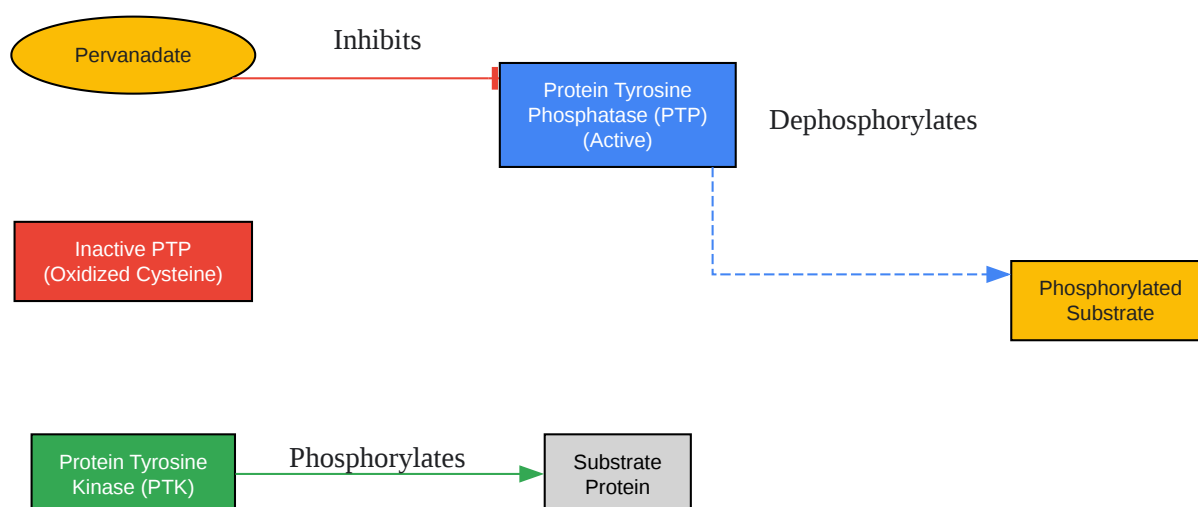 Pervanadate
Inhibits
Protein Tyrosine
Phosphatase (PTP)
(Active)
Dephosphorylates
Inactive PTP
(Oxidized Cysteine)
Phosphorylated
Substrate
Protein Tyrosine
Kinase (PTK)
Phosphorylates
Substrate
Protein